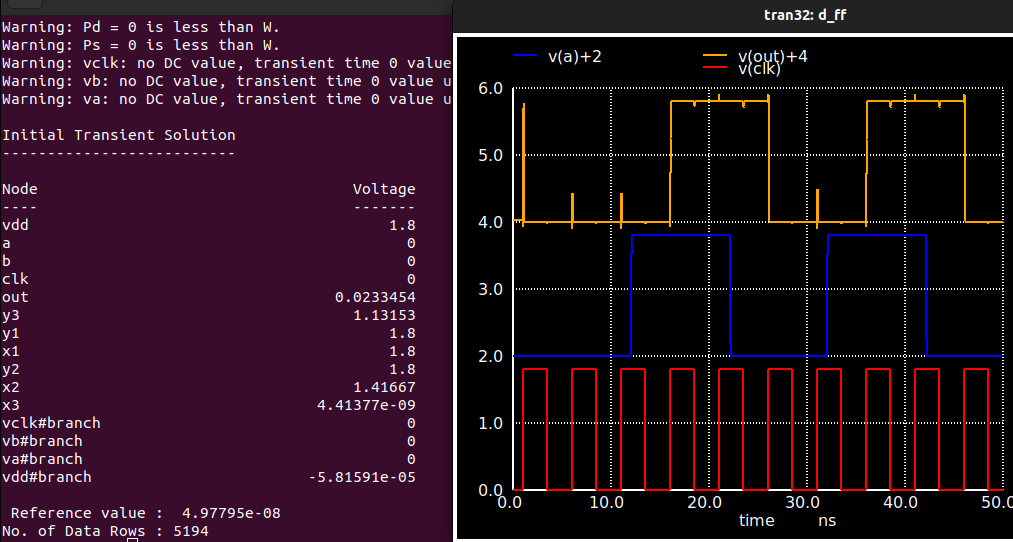 Warning: Pd = 0 is less than W.
Warning: Ps = 0 is less than W.
Warning: vclk: no DC value, transient time 0 value
Warning: vb: no DC value, transient time 0 value u
Warning: va: no DC value, transient time 0 value u
Initial Transient Solution
--------------------------
Node Voltage
---- -------
vdd 1.8
a 0
b 0
clk 0
out 0.0233454
y3 1.13153
y1 1.8
x1 1.8
y2 1.8
x2 1.41667
x3 4.41377e-09
vclk#branch 0
vb#branch 0
va#branch 0
vdd#branch -5.81591e-05
Reference value : 4.97795e-08
No. of Data Rows : 5194
tran32: d_ff
v(a)+2 v(out)+4
v(clk)
6.0
5.0
4.0
3.0
2.0
1.0
0.0
0.0 10.0 20.0 30.0 40.0 50.0
time ns